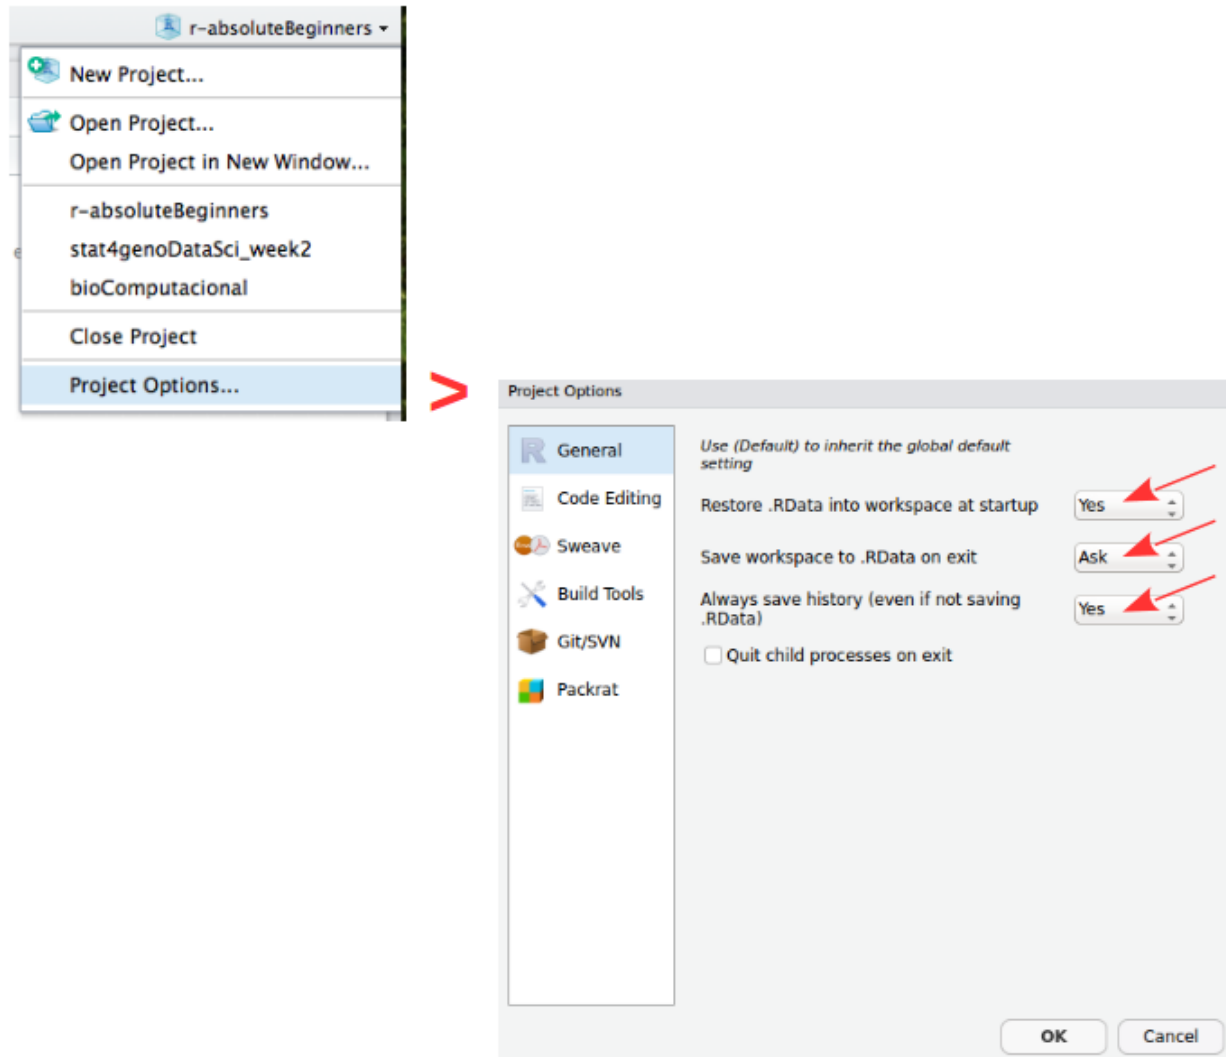 r-absoluteBeginners
New Project...
Open Project...
Open Project in New Window...
r-absoluteBeginners
stat4genoDataSci_week2
bioComputacional
Close Project
Project Options...
>
Project Options
General
Code Editing
Sweave
Build Tools
Git/SVN
Packrat
Use (Default) to inherit the global default
setting
Restore .RData into workspace at startup Yes
Save workspace to .RData on exit Ask
Always save history (even if not saving
.RData) Yes
Quit child processes on exit
OK Cancel